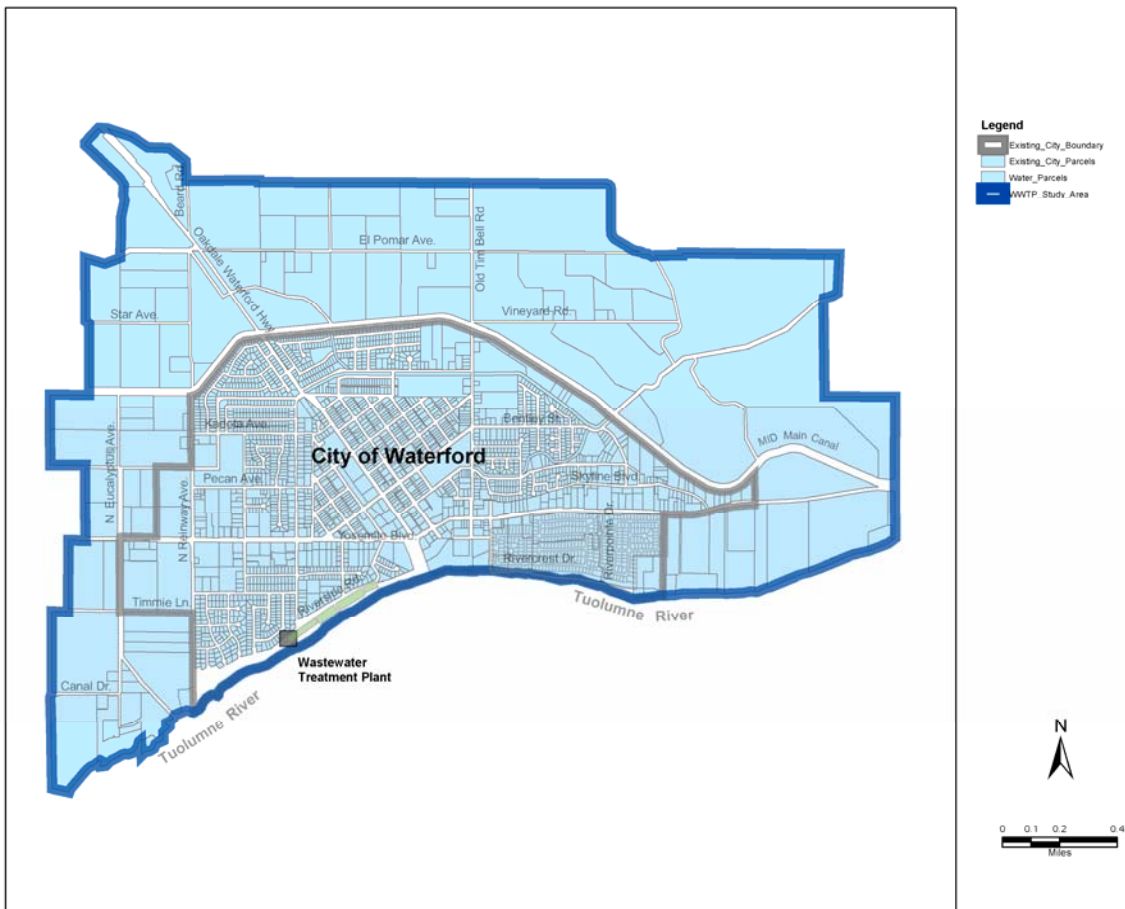 Legend
Existing_City_Boundary
Existing_City_Parcels
Water_Parcels
WWTP_Study_Area
Beard Rd
Oakdale Waterford Hwy
El Pomar Ave.
Old Tim Bell Rd
Star Ave.
Vineyard Rd.
Kadota Ave.
Bentley St.
MID Main Canal
City of Waterford
N Eucalyptus Ave.
Pecan Ave.
Skyline Blvd
N Reinway Ave.
Yosemite Blvd.
Riverpointe Dr.
Rivercrest Dr.
Timmie Ln.
Riverside Rd.
Tuolumne River
Wastewater
Treatment Plant
Canal Dr.
Tuolumne River
N
0 0.1 0.2 0.4
Miles